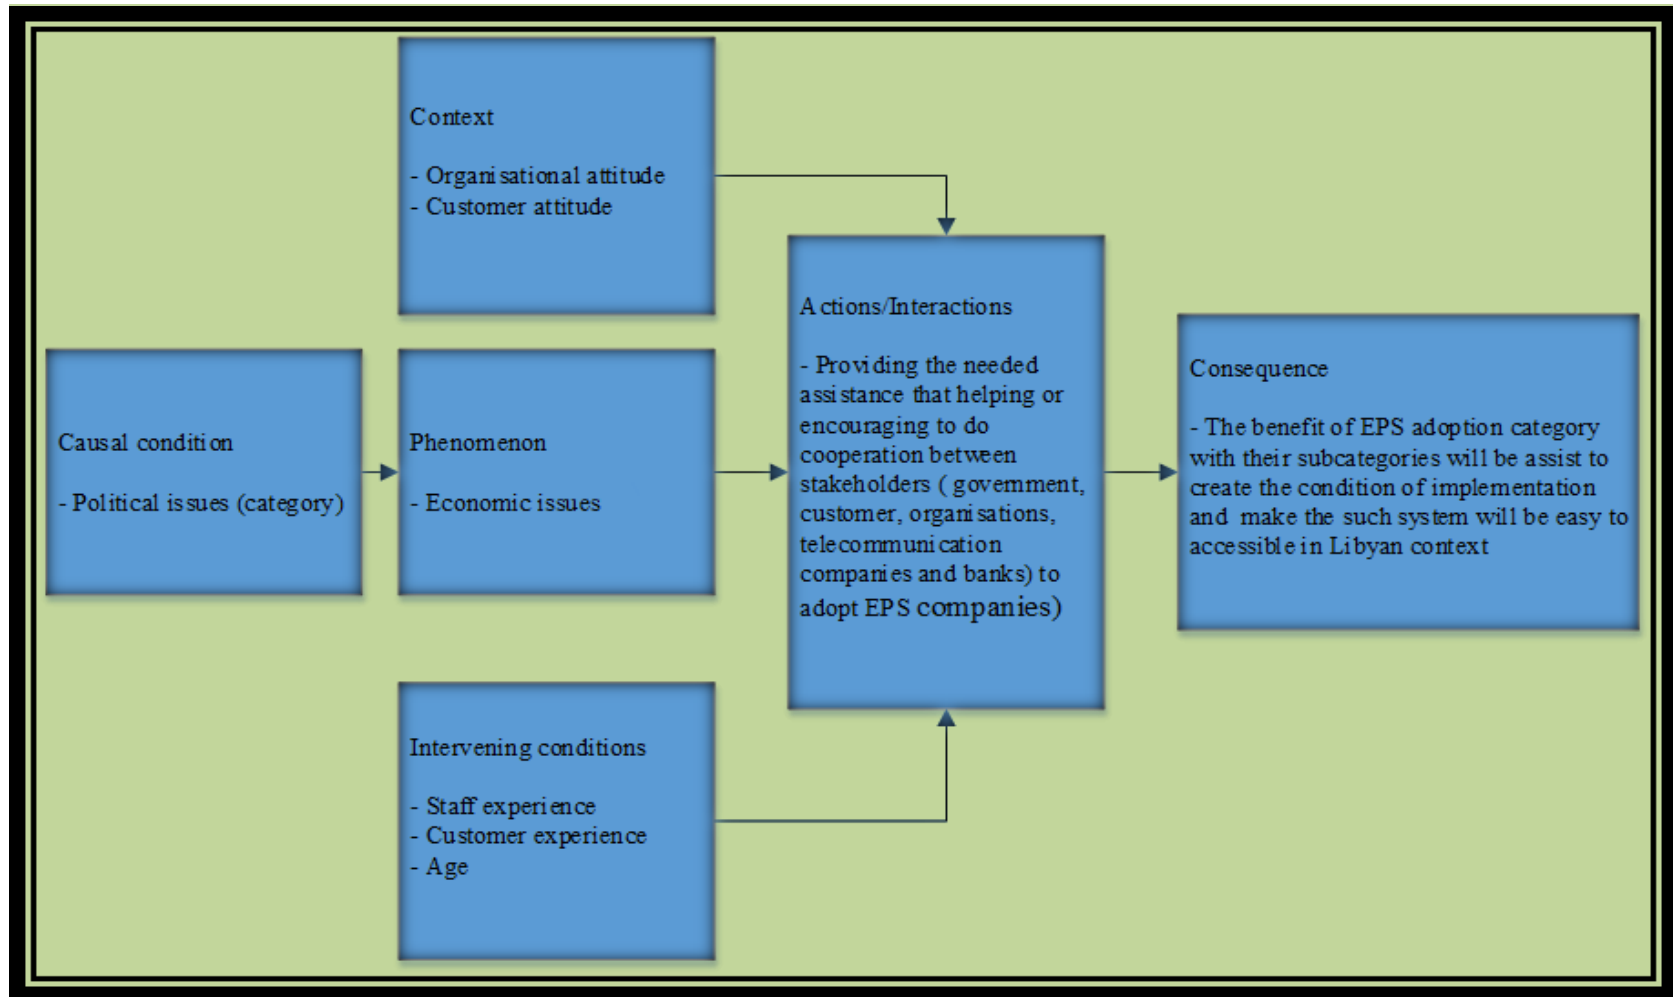 Context
- Organisational attitude
- Customer attitude
Causal condition
- Political issues (category)
Phenomenon
- Economic issues
Intervening conditions
- Staff experience
- Customer experience
- Age
Actions/Interactions
- Providing the needed
assistance that helping or
encouraging to do
cooperation between
stakeholders ( government,
customer, organisations,
telecommunication
companies and banks) to
adopt EPS companies)
Consequence
- The benefit of EPS adoption category
with their subcategories will be assist to
create the condition of implementation
and make the such system will be easy to
accessible in Libyan context